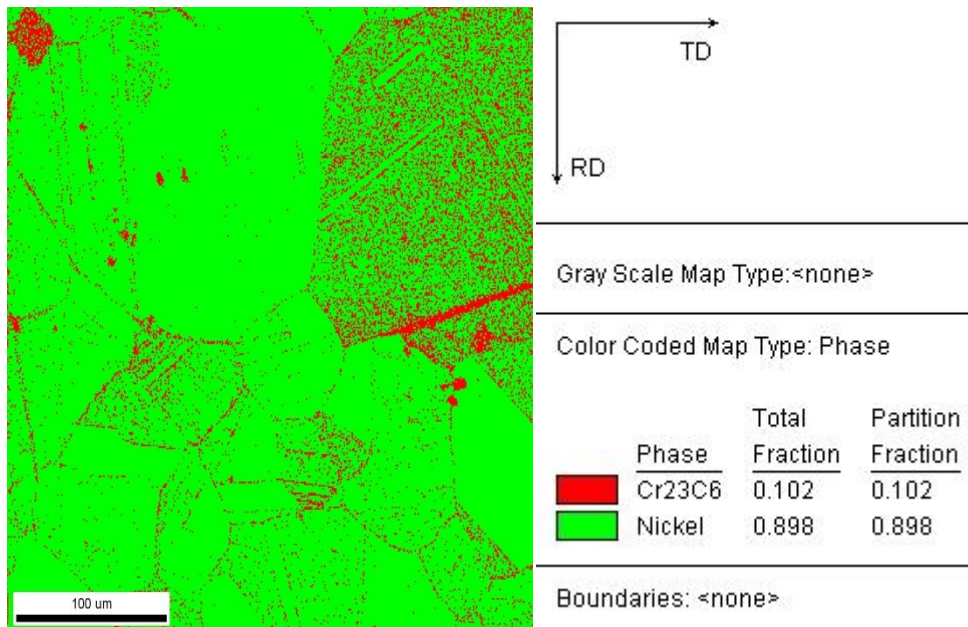 TD
RD
Gray Scale Map Type:<none>
Color Coded Map Type: Phase
Total Partition
Phase Fraction Fraction
Cr23C6 0.102 0.102
Nickel 0.898 0.898
Boundaries: <none>
100 um